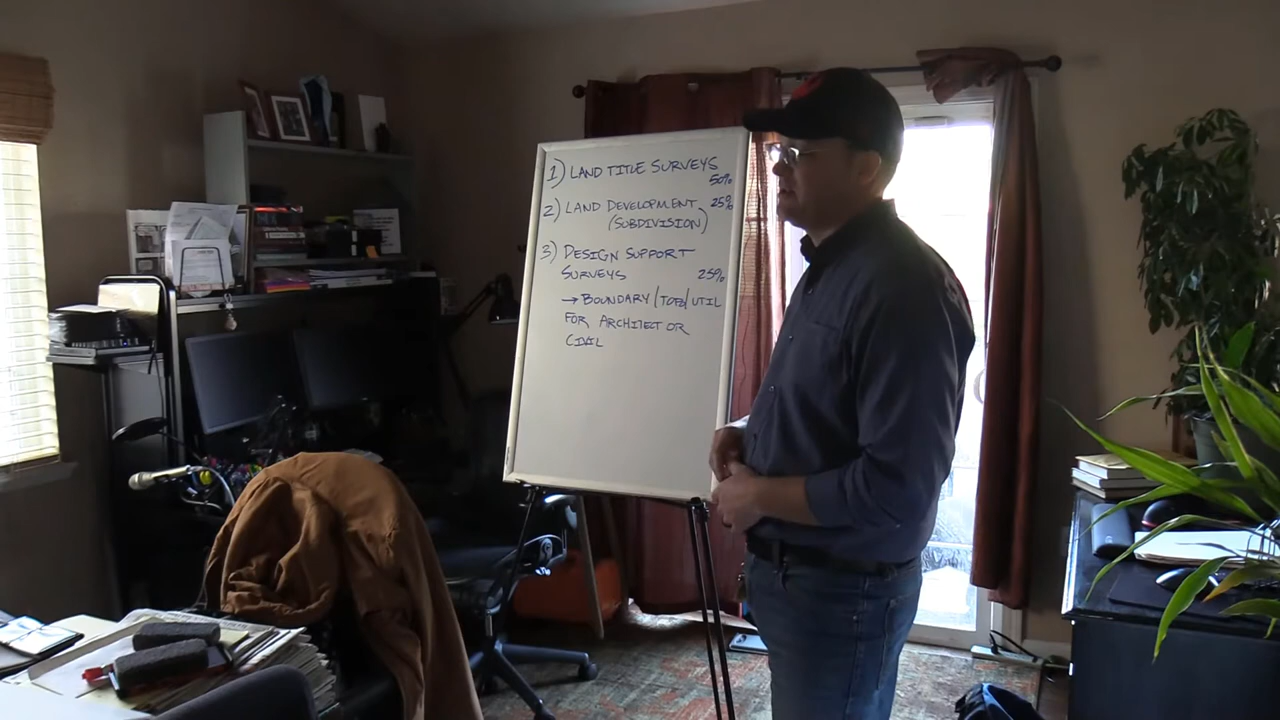 1) LAND TITLE SURVEYS
50%
2) LAND DEVELOPMENT 25%
(SUBDIVISION)
3) DESIGN SUPPORT
SURVEYS 25%
→ BOUNDARY/TOPO/UTIL
FOR ARCHITECT OR
CIVIL